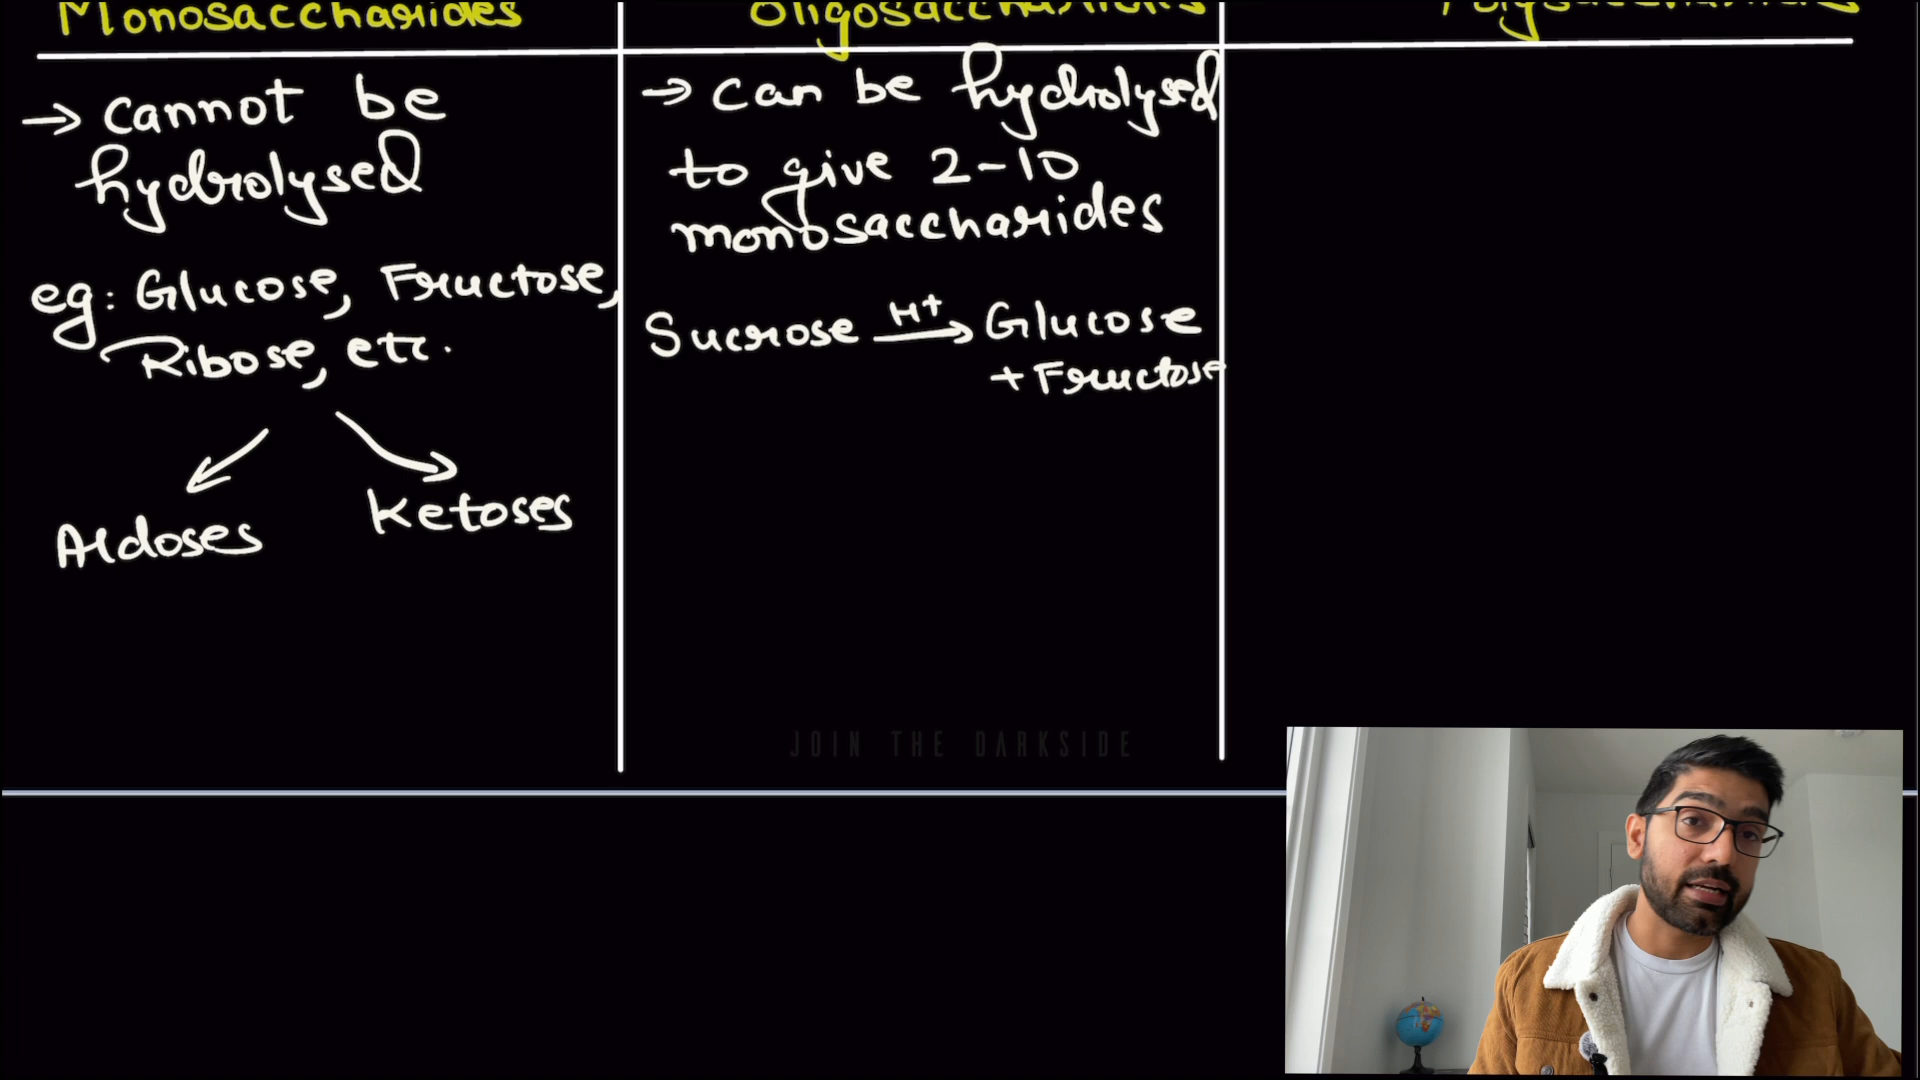 Monosaccharides
Oligosaccharides
Polysaccharides
→ Cannot be
hydrolysed
eg: Glucose, Fructose,
Ribose, etc.
Aldoses
Ketoses
→ Can be hydrolysed
to give 2-10
monosaccharides
Sucrose H+ → Glucose
+ Fructose
JOIN THE DARKSIDE